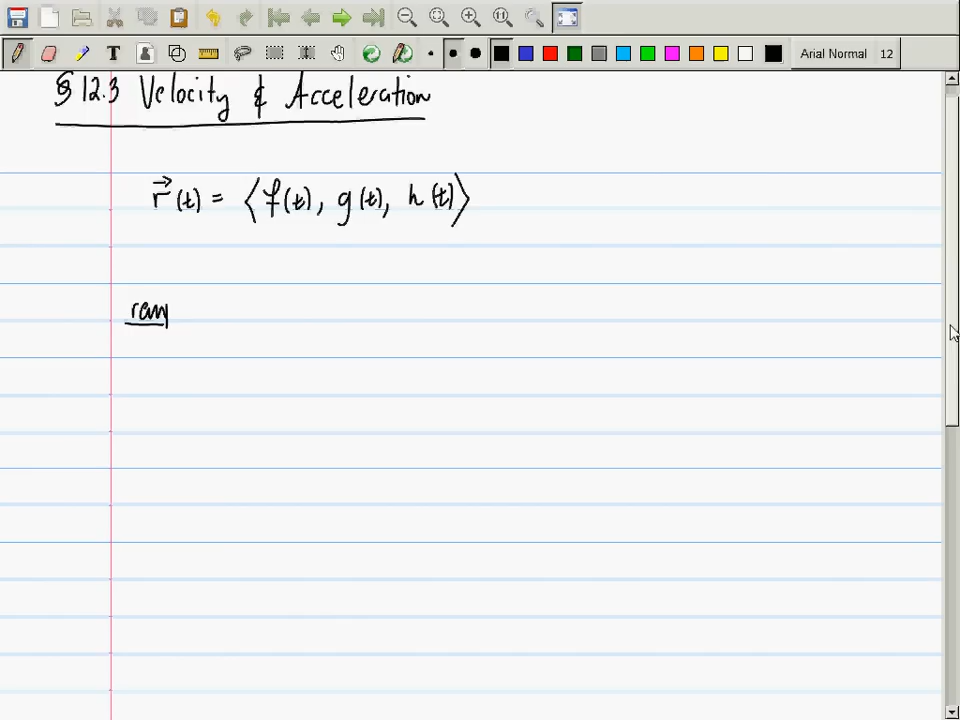 Arial Normal 12
§ 12.3 Velocity & Acceleration
r⃗(t) = ⟨f(t), g(t), h(t)⟩
rem